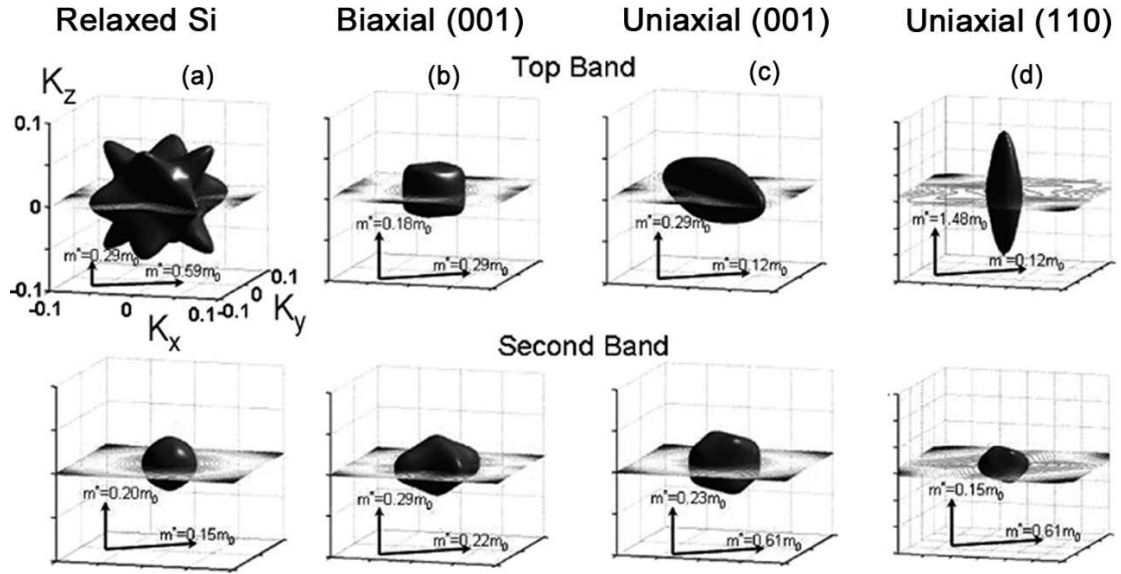 Relaxed Si Biaxial (001) Uniaxial (001) Uniaxial (110)
(a) (b) Top Band (c) (d)
K_z
0.1
0
-0.1
m*=0.29m₀ m*=0.59m₀
m*=0.18m₀ m*=0.29m₀
m*=0.29m₀ m*=0.12m₀
m*=1.48m₀ m*=0.12m₀
-0.1 0 0.1
K_x
-0.1 0 0.1
K_y
Second Band
m*=0.20m₀ m*=0.15m₀
m*=0.29m₀ m*=0.22m₀
m*=0.23m₀ m*=0.61m₀
m*=0.15m₀ m*=0.61m₀